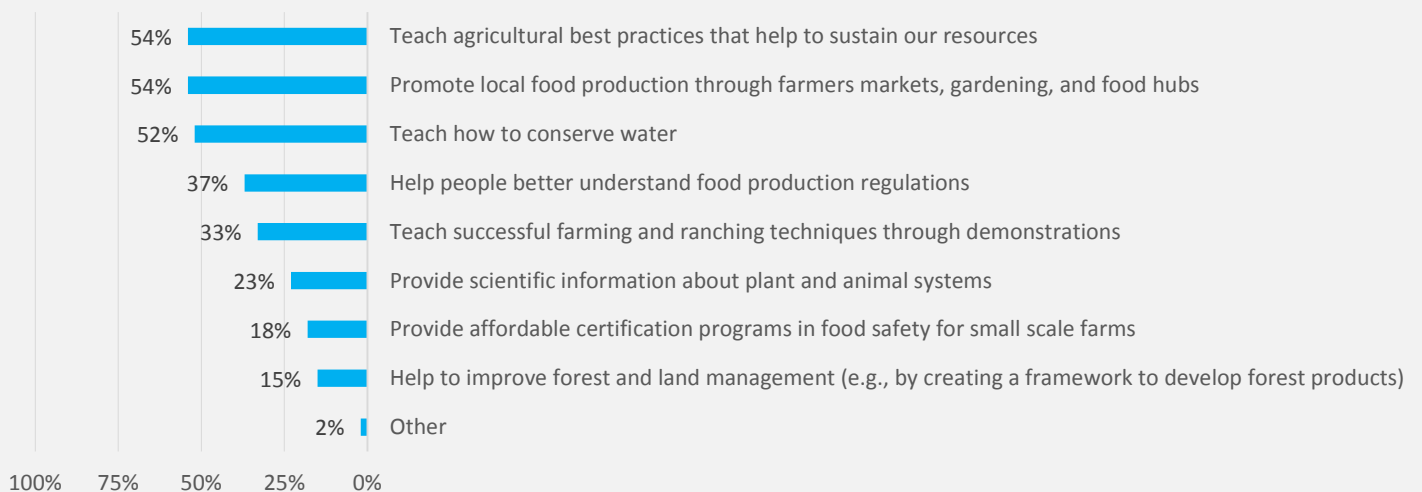 54% Teach agricultural best practices that help to sustain our resources
54% Promote local food production through farmers markets, gardening, and food hubs
52% Teach how to conserve water
37% Help people better understand food production regulations
33% Teach successful farming and ranching techniques through demonstrations
23% Provide scientific information about plant and animal systems
18% Provide affordable certification programs in food safety for small scale farms
15% Help to improve forest and land management (e.g., by creating a framework to develop forest products)
2% Other
100% 75% 50% 25% 0%